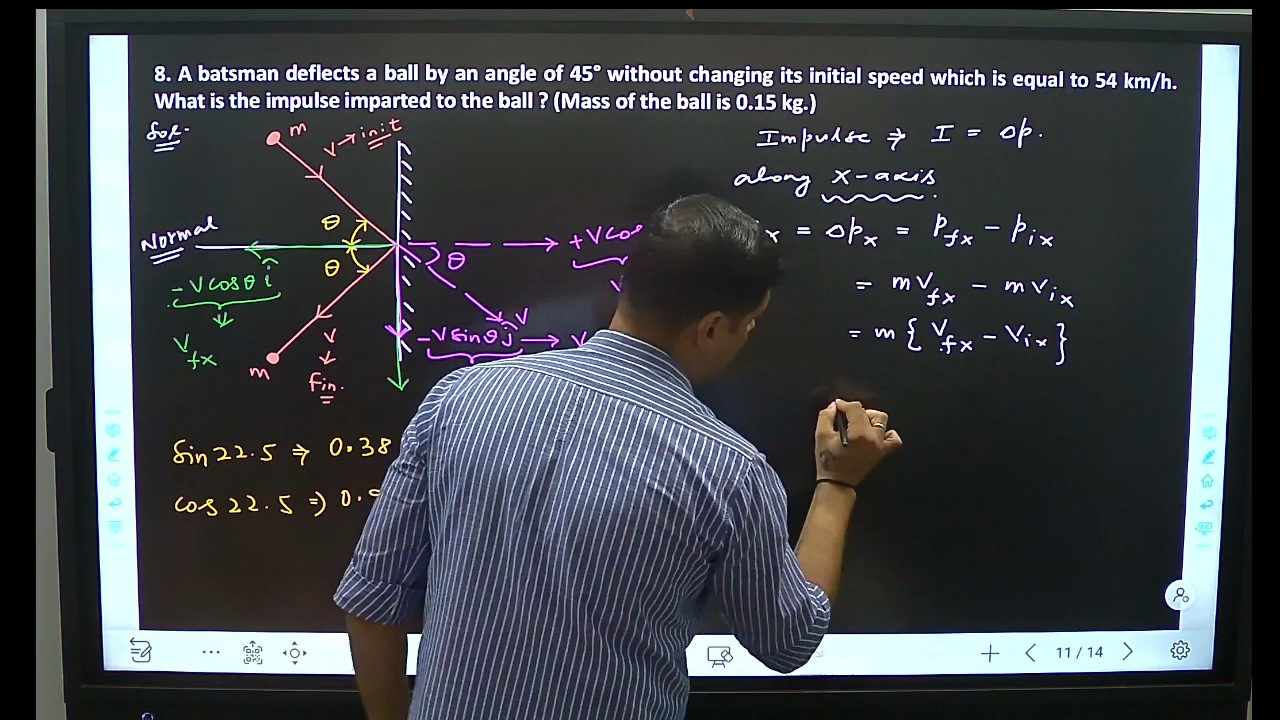 8. A batsman deflects a ball by an angle of 45° without changing its initial speed which is equal to 54 km/h.
What is the impulse imparted to the ball ? (Mass of the ball is 0.15 kg.)
Sol.
m
V → init
Normal
θ
θ
θ
+Vcos
-Vcosθ î
V
-Vsinθ ĵ → V
V
fx
V
↓
Fin.
m
sin 22.5 ⇒ 0.38
cos 22.5 ⇒ 0.
Impulse → I = Δp.
along x-axis
x = Δpx = Pfx - Pix
= mVfx - mVix
= m { Vfx - Vix }
11 / 14